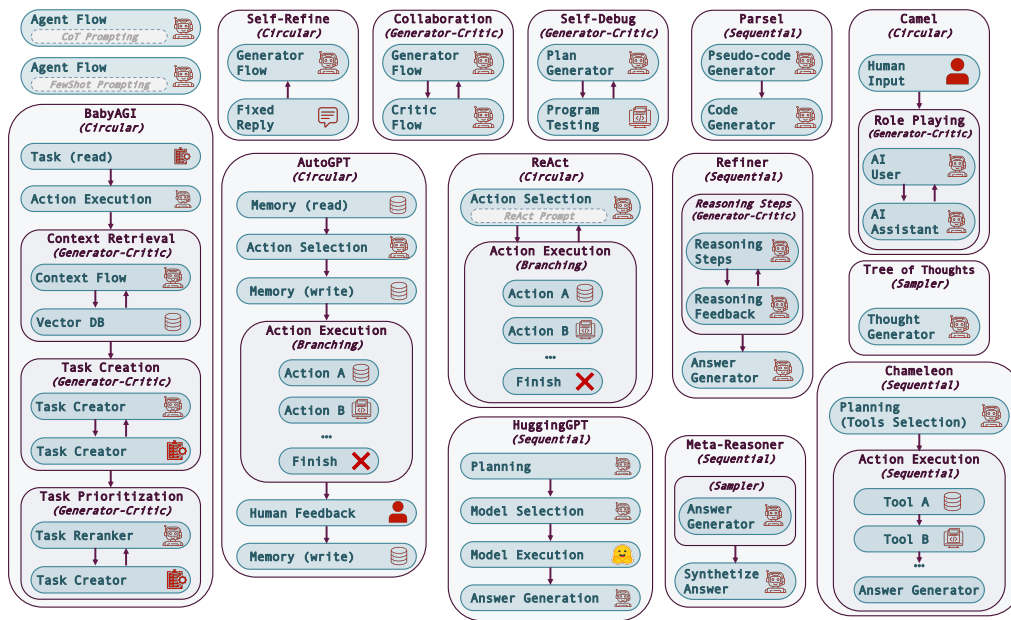 Agent Flow
CoT Prompting
Agent Flow
FewShot Prompting
BabyAGI
(Circular)
Task (read)
Action Execution
Context Retrieval
(Generator-Critic)
Context Flow
Vector DB
Task Creation
(Generator-Critic)
Task Creator
Task Creator
Task Prioritization
(Generator-Critic)
Task Reranker
Task Creator
Self-Refine
(Circular)
Generator
Flow
Fixed
Reply
Collaboration
(Generator-Critic)
Generator
Flow
Critic
Flow
Self-Debug
(Generator-Critic)
Plan
Generator
Program
Testing
Parsel
(Sequential)
Pseudo-code
Generator
Code
Generator
Camel
(Circular)
Human
Input
Role Playing
(Generator-Critic)
AI
User
AI
Assistant
AutoGPT
(Circular)
Memory (read)
Action Selection
Memory (write)
Action Execution
(Branching)
Action A
Action B
...
Finish
Human Feedback
Memory (write)
ReAct
(Circular)
Action Selection
ReAct Prompt
Action Execution
(Branching)
Action A
Action B
...
Finish
Refiner
(Sequential)
Reasoning Steps
(Generator-Critic)
Reasoning
Steps
Reasoning
Feedback
Answer
Generator
Tree of Thoughts
(Sampler)
Thought
Generator
HuggingGPT
(Sequential)
Planning
Model Selection
Model Execution
Answer Generation
Meta-Reasoner
(Sequential)
(Sampler)
Answer
Generator
Synthetize
Answer
Chameleon
(Sequential)
Planning
(Tools Selection)
Action Execution
(Sequential)
Tool A
Tool B
...
Answer Generator